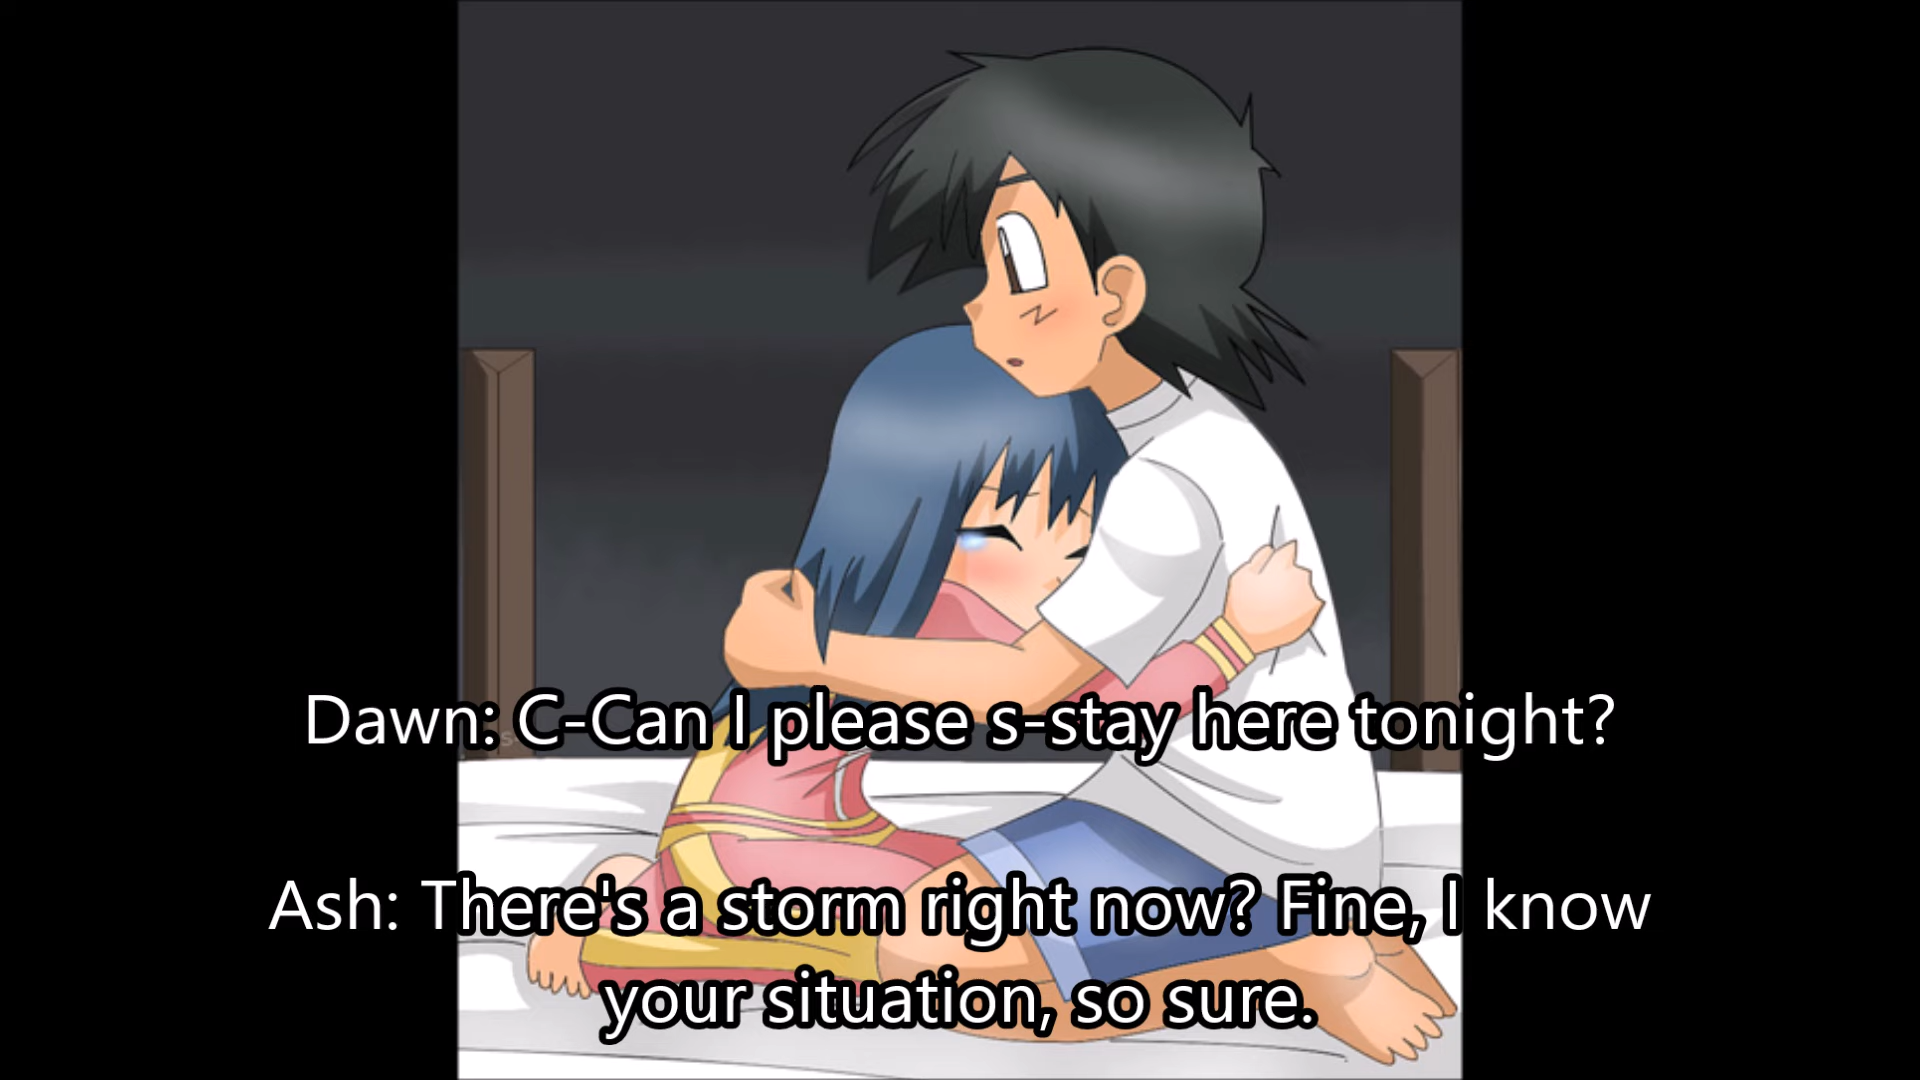 Dawn: C-Can I please s-stay here tonight?
Ash: There's a storm right now? Fine, I know
your situation, so sure.